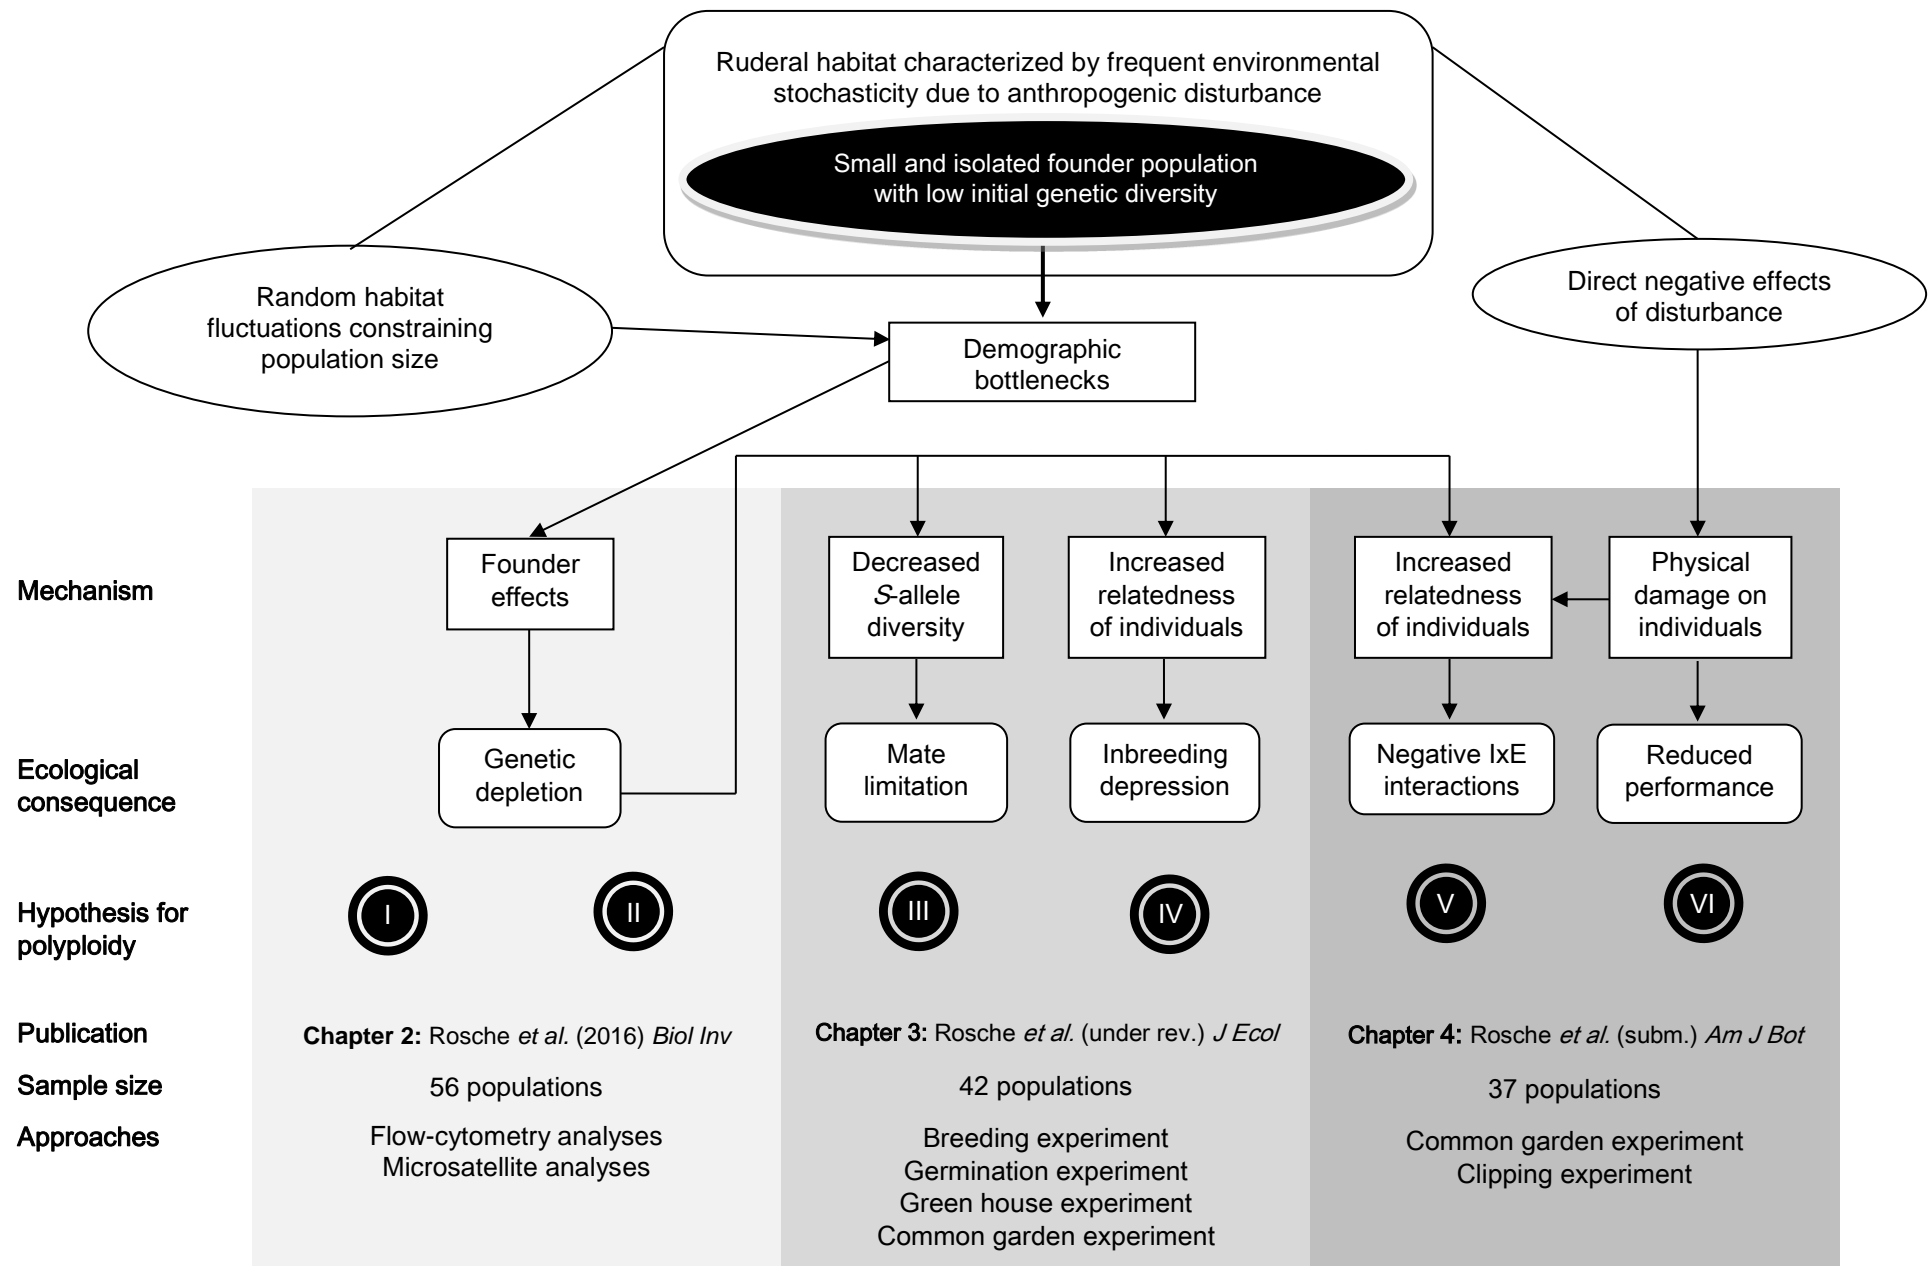 Ruderal habitat characterized by frequent environmental
stochasticity due to anthropogenic disturbance
Small and isolated founder population
with low initial genetic diversity
Random habitat
fluctuations constraining
population size
Direct negative effects
of disturbance
Demographic
bottlenecks
Mechanism
Founder
effects
Decreased
S-allele
diversity
Increased
relatedness
of individuals
Increased
relatedness
of individuals
Physical
damage on
individuals
Ecological
consequence
Genetic
depletion
Mate
limitation
Inbreeding
depression
Negative IxE
interactions
Reduced
performance
Hypothesis for
polyploidy
I
II
III
IV
V
VI
Publication
Chapter 2: Rosche et al. (2016) Biol Inv
Chapter 3: Rosche et al. (under rev.) J Ecol
Chapter 4: Rosche et al. (subm.) Am J Bot
Sample size
56 populations
42 populations
37 populations
Approaches
Flow-cytometry analyses
Microsatellite analyses
Breeding experiment
Germination experiment
Green house experiment
Common garden experiment
Common garden experiment
Clipping experiment